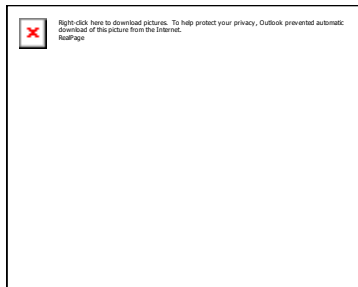 Right-click here to download pictures. To help protect your privacy, Outlook prevented automatic
download of this picture from the Internet.
RealPage